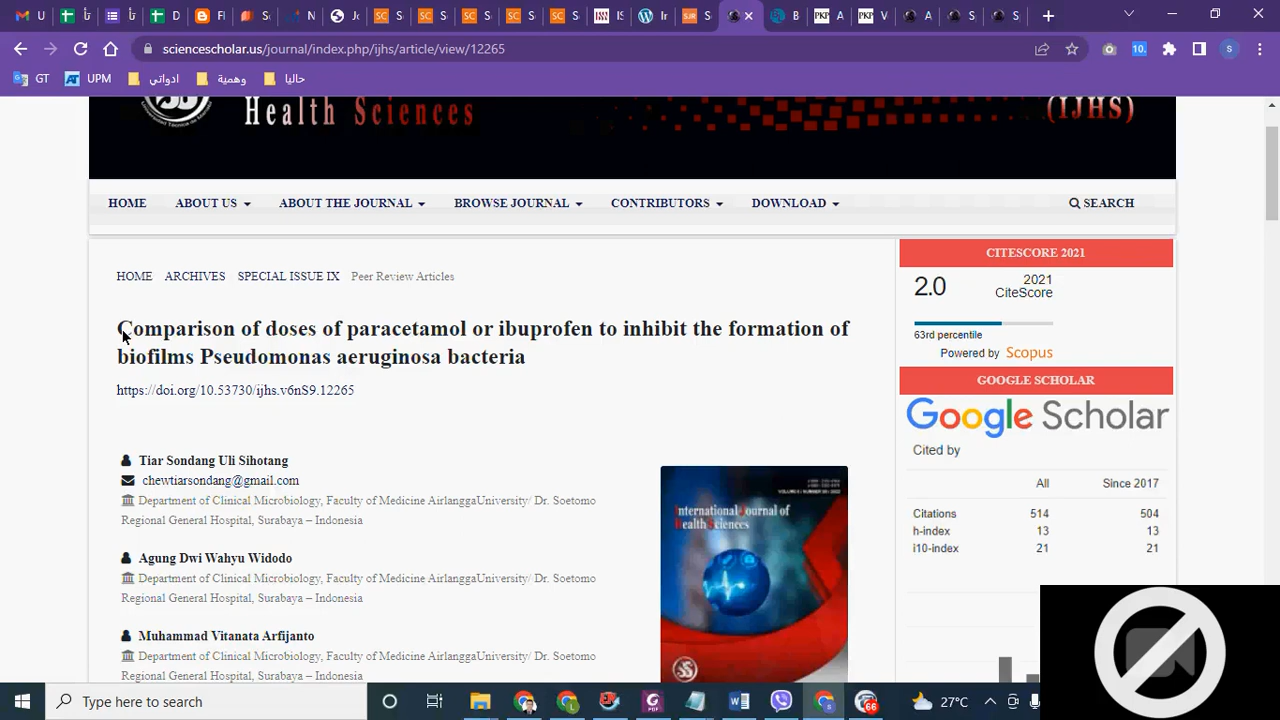 U
F
S
N
J
S
S
S
S
S
IS
In
S
B
A
V
A
S
S
sciencescholar.us/journal/index.php/ijhs/article/view/12265
10.
S
GT
UPM
ادواتي
وهمية
حاليا
Health Sciences
(IJHS)
HOME ABOUT US ABOUT THE JOURNAL BROWSE JOURNAL CONTRIBUTORS DOWNLOAD SEARCH
HOME ARCHIVES SPECIAL ISSUE IX Peer Review Articles
Comparison of doses of paracetamol or ibuprofen to inhibit the formation of
biofilms Pseudomonas aeruginosa bacteria
https://doi.org/10.53730/ijhs.v6nS9.12265
Tiar Sondang Uli Sihotang
chewtiarsondang@gmail.com
Department of Clinical Microbiology, Faculty of Medicine AirlanggaUniversity/ Dr. Soetomo
Regional General Hospital, Surabaya – Indonesia
Agung Dwi Wahyu Widodo
Department of Clinical Microbiology, Faculty of Medicine AirlanggaUniversity/ Dr. Soetomo
Regional General Hospital, Surabaya – Indonesia
Muhammad Vitanata Arfijanto
Department of Clinical Microbiology, Faculty of Medicine AirlanggaUniversity/ Dr. Soetomo
Regional General Hospital, Surabaya – Indonesia
International Journal of
Health Sciences
CITESCORE 2021
2.0
2021
CiteScore
63rd percentile
Powered by Scopus
GOOGLE SCHOLAR
Google Scholar
Cited by
All Since 2017
Citations 514 504
h-index 13 13
i10-index 21 21
Type here to search
66
27°C